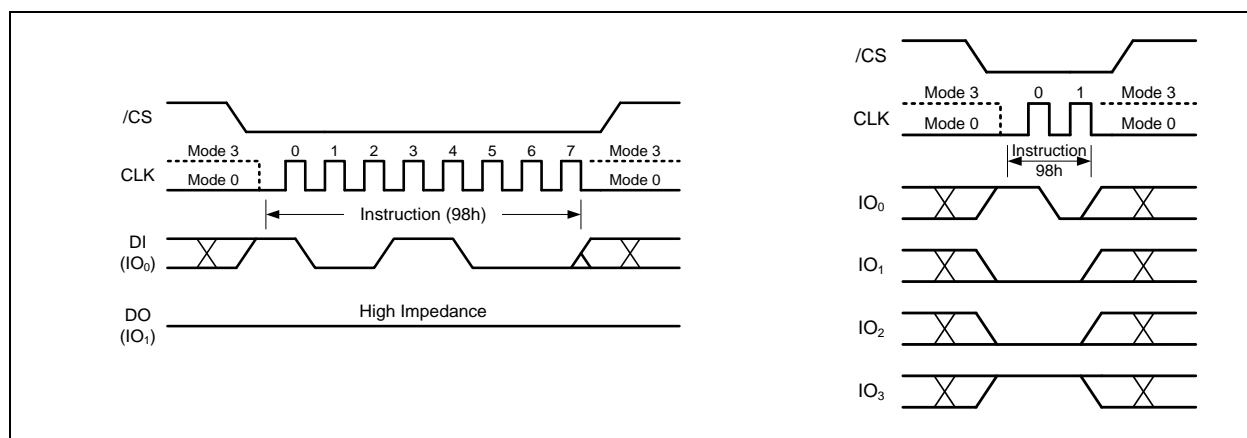 /CS
Mode 3 0 1 2 3 4 5 6 7 Mode 3
CLK Mode 0 Mode 0
Instruction (98h)
DI
(IO₀)
High Impedance
DO
(IO₁)
/CS
Mode 3 0 1 Mode 3
CLK Mode 0 Mode 0
Instruction
98h
IO₀
IO₁
IO₂
IO₃